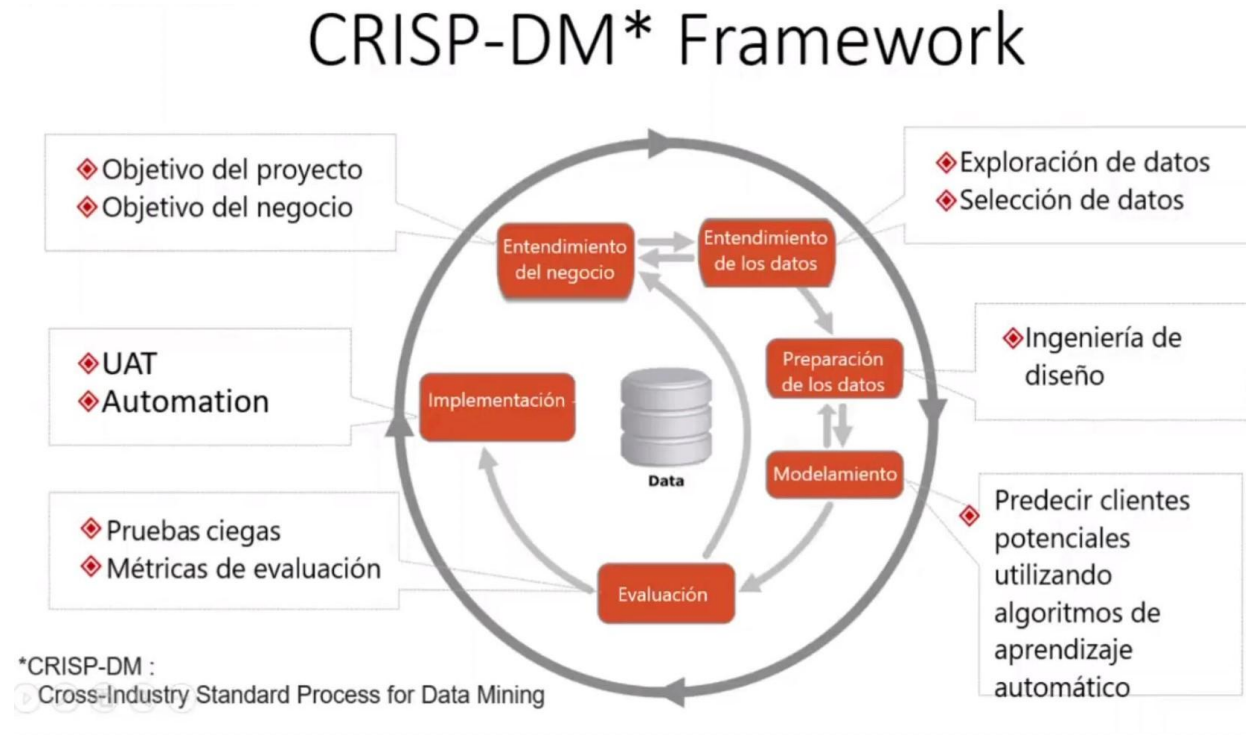 CRISP-DM* Framework
Objetivo del proyecto
Objetivo del negocio
Exploración de datos
Selección de datos
Entendimiento
del negocio
Entendimiento
de los datos
UAT
Automation
Implementación
Data
Preparación
de los datos
Ingeniería de
diseño
Modelamiento
Predecir clientes
potenciales
utilizando
algoritmos de
aprendizaje
automático
Pruebas ciegas
Métricas de evaluación
Evaluación
*CRISP-DM :
Cross-Industry Standard Process for Data Mining